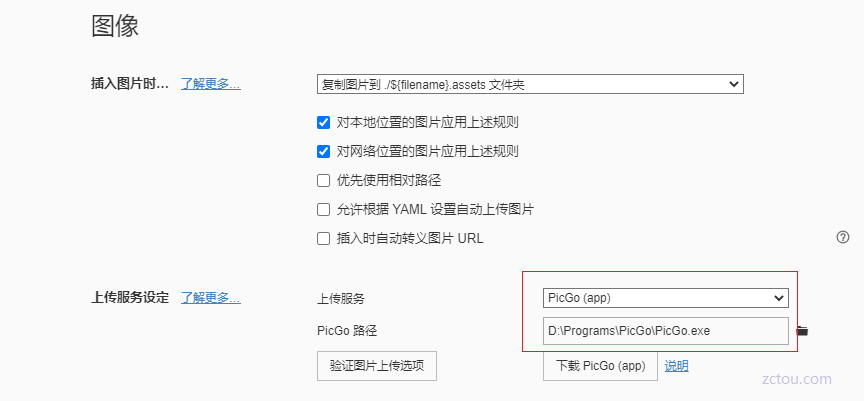 图像
插入图片时… 了解更多… 复制图片到 ./${filename}.assets 文件夹
对本地位置的图片应用上述规则
对网络位置的图片应用上述规则
优先使用相对路径
允许根据 YAML 设置自动上传图片
插入时自动转义图片 URL
上传服务设定 了解更多… 上传服务 PicGo (app)
PicGo 路径 D:\Programs\PicGo\PicGo.exe
验证图片上传选项 下载 PicGo (app) 说明
zctou.com